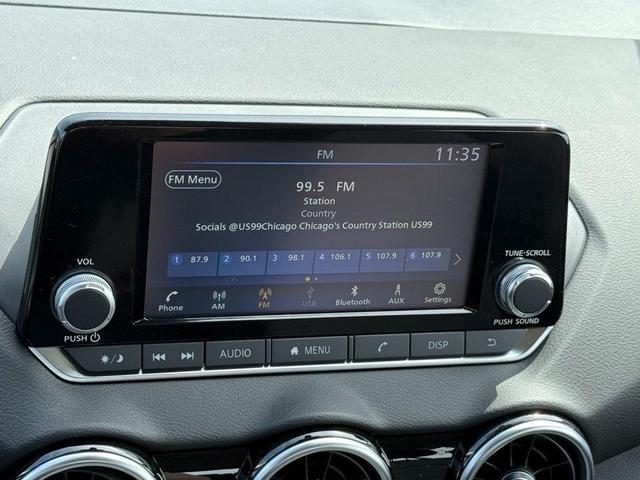 FM 11:35
FM Menu
99.5 FM
Station
Country
Socials @US99Chicago Chicago's Country Station US99
1 87.9 2 90.1 3 98.1 4 106.1 5 107.9 6 107.9
Phone AM FM USB Bluetooth AUX Settings
VOL
PUSH
TUNE·SCROLL
PUSH SOUND
AUDIO MENU DISP